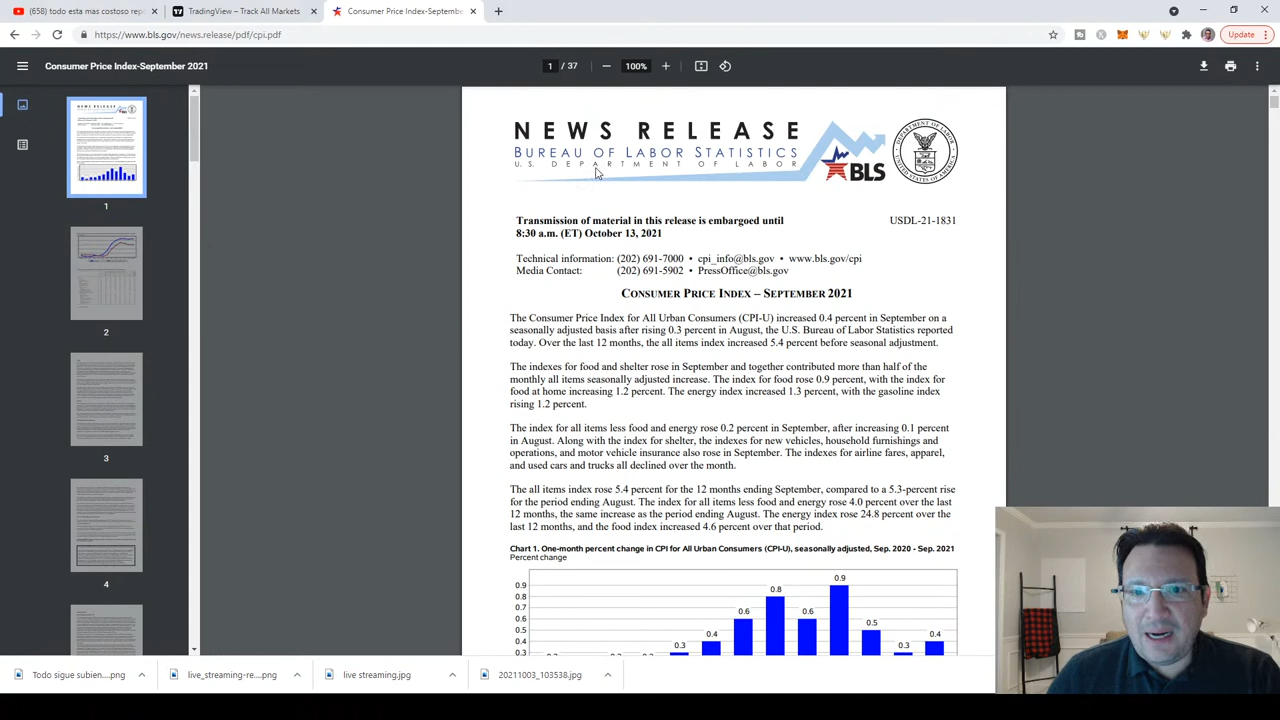 (658) todo esta mas costoso rep
TradingView – Track All Markets
Consumer Price Index-Septembe
https://www.bls.gov/news.release/pdf/cpi.pdf
Update
Consumer Price Index-September 2021
1 / 37
100%
NEWS RELEASE
BUREAU OF LABOR STATISTICS
U.S. DEPARTMENT OF LABOR
BLS
Transmission of material in this release is embargoed until
8:30 a.m. (ET) October 13, 2021
USDL-21-1831
Technical information: (202) 691-7000 • cpi_info@bls.gov • www.bls.gov/cpi
Media Contact: (202) 691-5902 • PressOffice@bls.gov
CONSUMER PRICE INDEX – SEPTEMBER 2021
The Consumer Price Index for All Urban Consumers (CPI-U) increased 0.4 percent in September on a
seasonally adjusted basis after rising 0.3 percent in August, the U.S. Bureau of Labor Statistics reported
today. Over the last 12 months, the all items index increased 5.4 percent before seasonal adjustment.
The indexes for food and shelter rose in September and together contributed more than half of the
monthly all items seasonally adjusted increase. The index for food rose 0.9 percent, with the index for
food at home increasing 1.2 percent. The energy index increased 1.3 percent, with the gasoline index
rising 1.2 percent.
The index for all items less food and energy rose 0.2 percent in September, after increasing 0.1 percent
in August. Along with the index for shelter, the indexes for new vehicles, household furnishings and
operations, and motor vehicle insurance also rose in September. The indexes for airline fares, apparel,
and used cars and trucks all declined over the month.
The all items index rose 5.4 percent for the 12 months ending September, compared to a 5.3-percent rise
for the period ending August. The index for all items less food and energy rose 4.0 percent over the last
12 months, the same increase as the period ending August. The energy index rose 24.8 percent over the
last 12 months, and the food index increased 4.6 percent over that period.
Chart 1. One-month percent change in CPI for All Urban Consumers (CPI-U), seasonally adjusted, Sep. 2020 - Sep. 2021
Percent change
0.9
0.8
0.7
0.6
0.5
0.4
0.3
0.3
0.4
0.6
0.8
0.6
0.9
0.5
0.3
0.4
1
2
3
4
Todo sigue subien....png
live_streaming-re....png
live streaming.jpg
20211003_103538.jpg